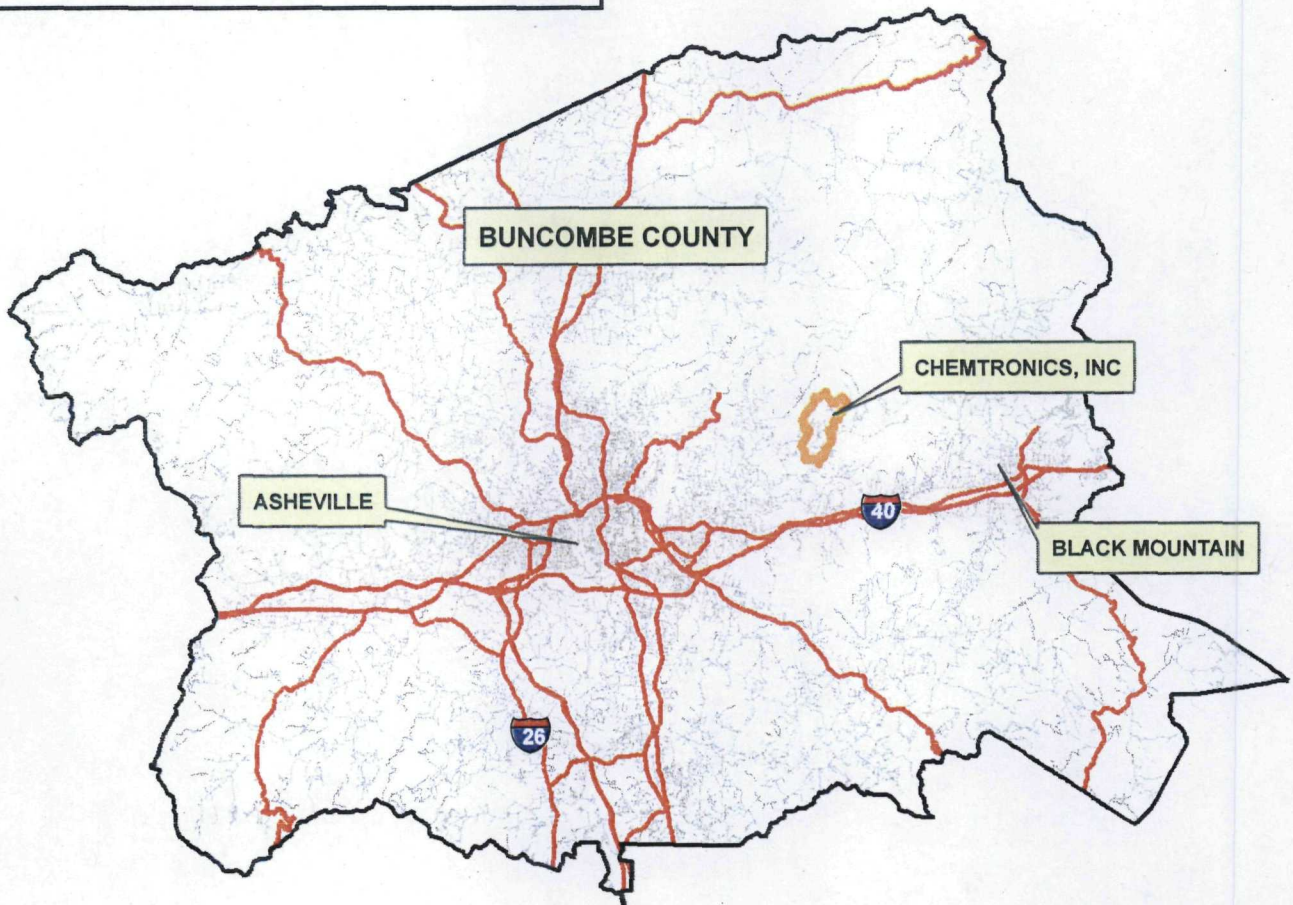 BUNCOMBE COUNTY
CHEMTRONICS, INC
ASHEVILLE
40
BLACK MOUNTAIN
26